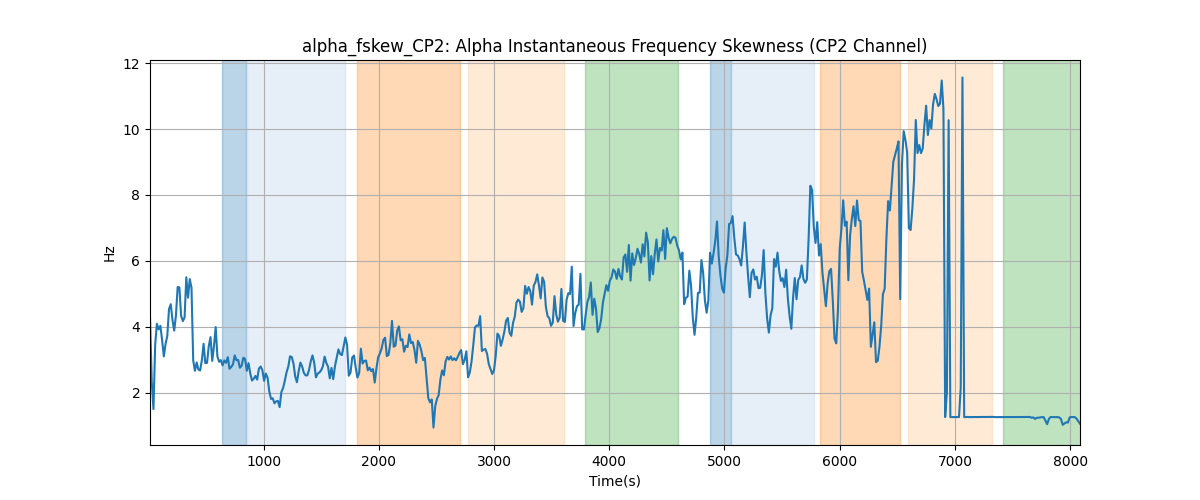 alpha_fskew_CP2: Alpha Instantaneous Frequency Skewness (CP2 Channel)
12
10
8
6
4
2
Hz
1000 2000 3000 4000 5000 6000 7000 8000
Time(s)